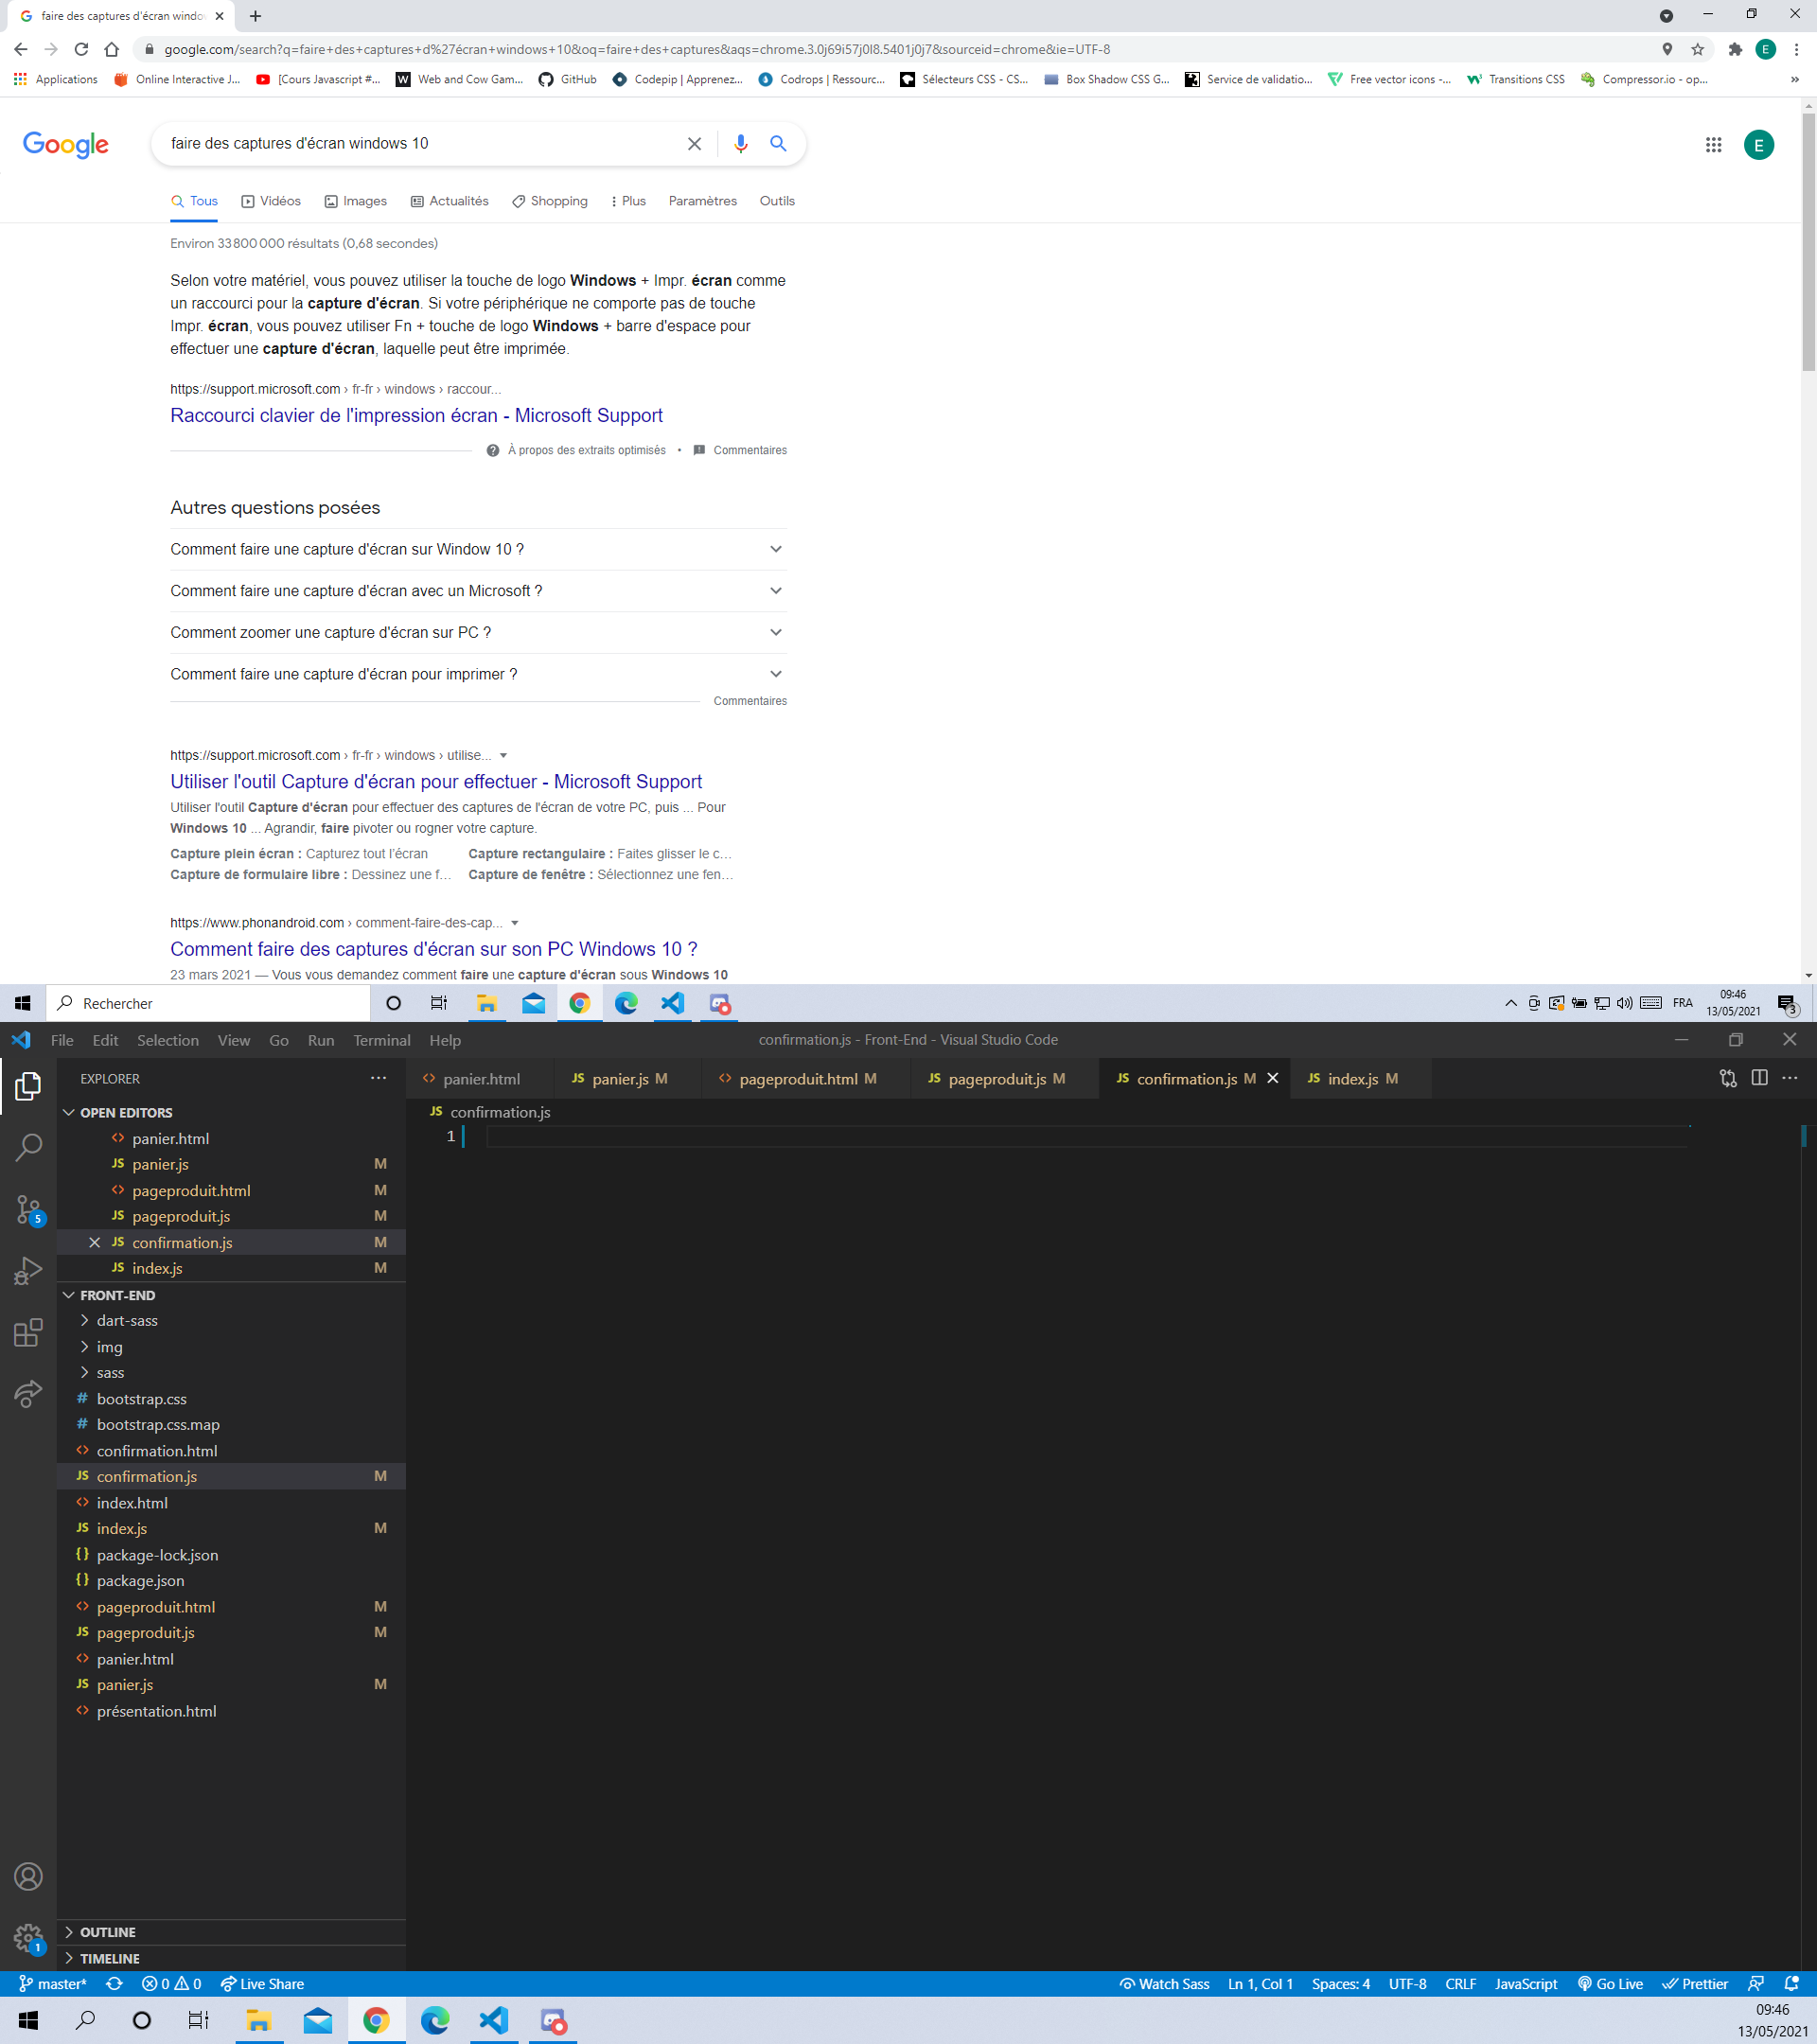 faire des captures d'écran windo
google.com/search?q=faire+des+captures+d%27écran+windows+10&oq=faire+des+captures&aqs=chrome.3.0j69i57j0l8.5401j0j7&sourceid=chrome&ie=UTF-8
E
Applications
Online Interactive J...
[Cours Javascript #...
Web and Cow Gam...
GitHub
Codepip | Apprenez...
Codrops | Ressourc...
Sélecteurs CSS - CS...
Box Shadow CSS G...
Service de validatio...
Free vector icons -...
Transitions CSS
Compressor.io - op...
»
Google
faire des captures d'écran windows 10
E
Tous
Vidéos
Images
Actualités
Shopping
Plus
Paramètres
Outils
Environ 33 800 000 résultats (0,68 secondes)
Selon votre matériel, vous pouvez utiliser la touche de logo Windows + Impr. écran comme
un raccourci pour la capture d'écran. Si votre périphérique ne comporte pas de touche
Impr. écran, vous pouvez utiliser Fn + touche de logo Windows + barre d'espace pour
effectuer une capture d'écran, laquelle peut être imprimée.
https://support.microsoft.com › fr-fr › windows › raccour...
Raccourci clavier de l'impression écran - Microsoft Support
À propos des extraits optimisés • Commentaires
Autres questions posées
Comment faire une capture d'écran sur Window 10 ?
Comment faire une capture d'écran avec un Microsoft ?
Comment zoomer une capture d'écran sur PC ?
Comment faire une capture d'écran pour imprimer ?
Commentaires
https://support.microsoft.com › fr-fr › windows › utilise...
Utiliser l'outil Capture d'écran pour effectuer - Microsoft Support
Utiliser l'outil Capture d'écran pour effectuer des captures de l'écran de votre PC, puis ... Pour
Windows 10 ... Agrandir, faire pivoter ou rogner votre capture.
Capture plein écran : Capturez tout l'écran
Capture rectangulaire : Faites glisser le c...
Capture de formulaire libre : Dessinez une f...
Capture de fenêtre : Sélectionnez une fen...
https://www.phonandroid.com › comment-faire-des-cap...
Comment faire des captures d'écran sur son PC Windows 10 ?
23 mars 2021 — Vous vous demandez comment faire une capture d'écran sous Windows 10
Rechercher
FRA
09:46
13/05/2021
3
File Edit Selection View Go Run Terminal Help
confirmation.js - Front-End - Visual Studio Code
EXPLORER
panier.html
JS panier.js M
pageproduit.html M
JS pageproduit.js M
JS confirmation.js M
JS index.js M
JS confirmation.js
1
OPEN EDITORS
panier.html
JS panier.js M
pageproduit.html M
JS pageproduit.js M
JS confirmation.js M
JS index.js M
FRONT-END
dart-sass
img
sass
# bootstrap.css
# bootstrap.css.map
confirmation.html
JS confirmation.js M
index.html
JS index.js M
{} package-lock.json
{} package.json
pageproduit.html M
JS pageproduit.js M
panier.html
JS panier.js M
présentation.html
5
1
OUTLINE
TIMELINE
master* 0 0 Live Share
Watch Sass Ln 1, Col 1 Spaces: 4 UTF-8 CRLF JavaScript Go Live Prettier
09:46
13/05/2021